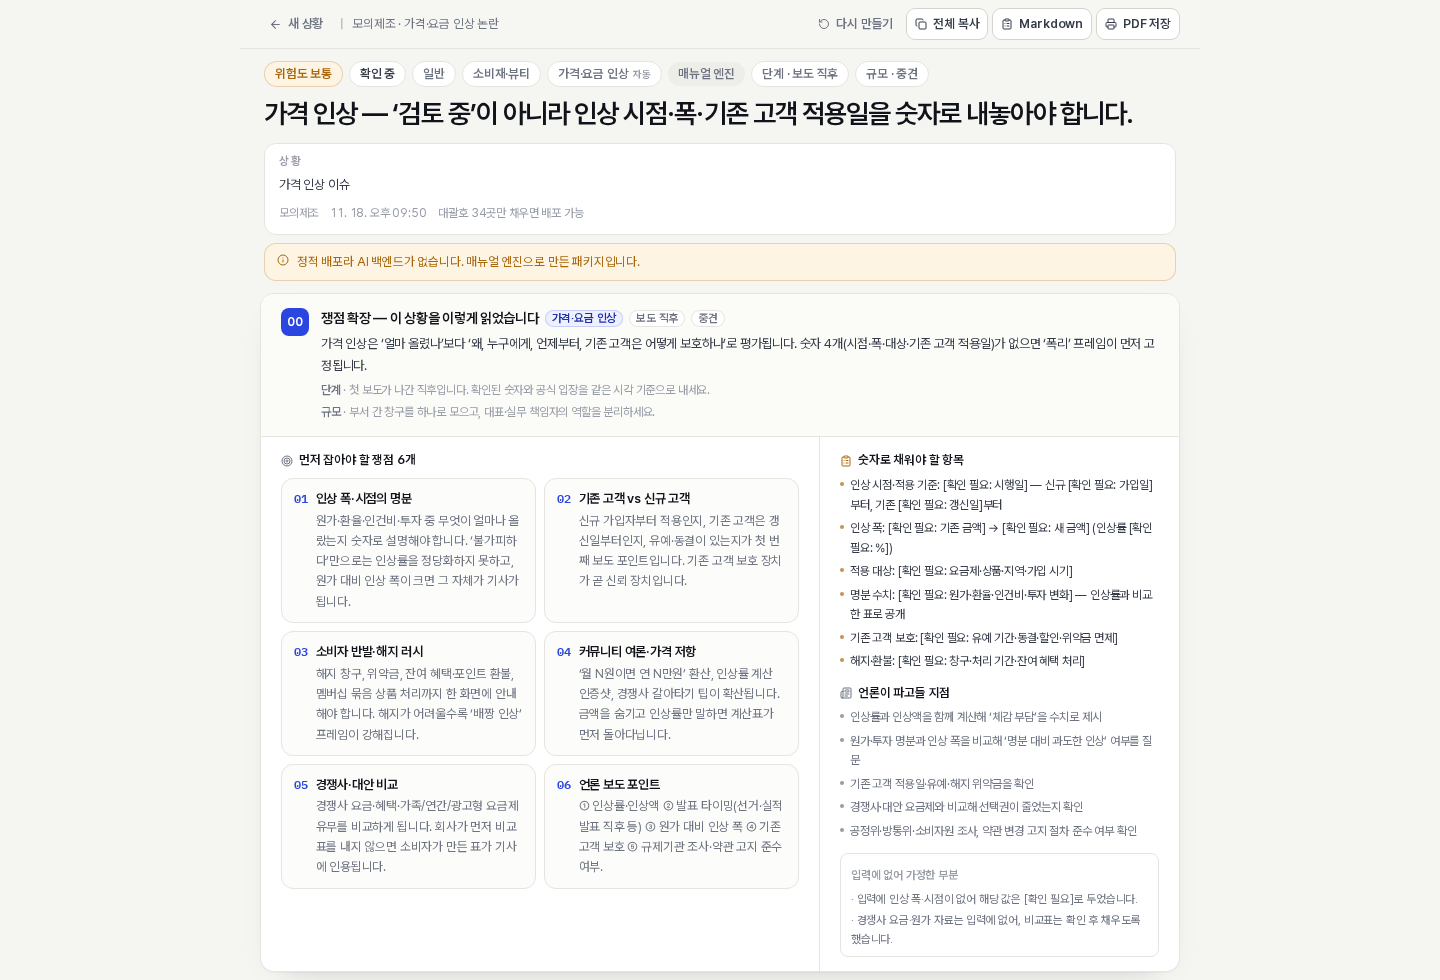 새 상황 | 모의제조 · 가격·요금 인상 논란 다시 만들기 전체 복사 Markdown PDF 저장
위험도 보통 확인 중 일반 소비재·뷰티 가격·요금 인상 자동 매뉴얼 엔진 단계 · 보도 직후 규모 · 중견
가격 인상 — ‘검토 중’이 아니라 인상 시점·폭·기존 고객 적용일을 숫자로 내놓아야 합니다.
상황
가격 인상 이슈
모의제조 11. 18. 오후 09:50 대괄호 34곳만 채우면 배포 가능
정적 배포라 AI 백엔드가 없습니다. 매뉴얼 엔진으로 만든 패키지입니다.
00 쟁점 확장 — 이 상황을 이렇게 읽었습니다 가격·요금 인상 보도 직후 중견
가격 인상은 ‘얼마 올렸나’보다 ‘왜, 누구에게, 언제부터, 기존 고객은 어떻게 보호하나’로 평가됩니다. 숫자 4개(시점·폭·대상·기존 고객 적용일)가 없으면 ‘폭리’ 프레임이 먼저 고
정됩니다.
단계 · 첫 보도가 나간 직후입니다. 확인된 숫자와 공식 입장을 같은 시각 기준으로 내세요.
규모 · 부서 간 창구를 하나로 모으고, 대표·실무 책임자의 역할을 분리하세요.
먼저 잡아야 할 쟁점 6개
01 인상 폭·시점의 명분
원가·환율·인건비·투자 중 무엇이 얼마나 올
랐는지 숫자로 설명해야 합니다. ‘불가피하
다’만으로는 인상률을 정당화하지 못하고,
원가 대비 인상 폭이 크면 그 자체가 기사가
됩니다.
02 기존 고객 vs 신규 고객
신규 가입자부터 적용인지, 기존 고객은 갱
신일부터인지, 유예·동결이 있는지가 첫 번
째 보도 포인트입니다. 기존 고객 보호 장치
가 곧 신뢰 장치입니다.
03 소비자 반발·해지 러시
해지 창구, 위약금, 잔여 혜택·포인트 환불,
멤버십 묶음 상품 처리까지 한 화면에 안내
해야 합니다. 해지가 어려울수록 ‘배짱 인상’
프레임이 강해집니다.
04 커뮤니티 여론·가격 저항
‘월 N원이면 연 N만원’ 환산, 인상률 계산
인증샷, 경쟁사 갈아타기 팁이 확산됩니다.
금액을 숨기고 인상률만 말하면 계산표가
먼저 돌아다닙니다.
05 경쟁사·대안 비교
경쟁사 요금·혜택·가족/연간/광고형 요금제
유무를 비교하게 됩니다. 회사가 먼저 비교
표를 내지 않으면 소비자가 만든 표가 기사
에 인용됩니다.
06 언론 보도 포인트
① 인상률·인상액 ② 발표 타이밍(선거·실적
발표 직후 등) ③ 원가 대비 인상 폭 ④ 기존
고객 보호 ⑤ 규제기관 조사·약관 고지 준수
여부.
숫자로 채워야 할 항목
인상 시점·적용 기준: [확인 필요: 시행일] — 신규 [확인 필요: 가입일]
부터, 기존 [확인 필요: 갱신일]부터
인상 폭: [확인 필요: 기존 금액] → [확인 필요: 새 금액] (인상률 [확인
필요: %])
적용 대상: [확인 필요: 요금제·상품·지역·가입 시기]
명분 수치: [확인 필요: 원가·환율·인건비·투자 변화] — 인상률과 비교
한 표로 공개
기존 고객 보호: [확인 필요: 유예 기간·동결·할인·위약금 면제]
해지·환불: [확인 필요: 창구·처리 기간·잔여 혜택 처리]
언론이 파고들 지점
인상률과 인상액을 함께 계산해 ‘체감 부담’을 수치로 제시
원가·투자 명분과 인상 폭을 비교해 ‘명분 대비 과도한 인상’ 여부를 질
문
기존 고객 적용일·유예·해지 위약금을 확인
경쟁사·대안 요금제와 비교해 선택권이 줄었는지 확인
공정위·방통위·소비자원 조사, 약관 변경 고지 절차 준수 여부 확인
입력에 없어 가정한 부분
· 입력에 인상 폭·시점이 없어 해당 값은 [확인 필요]로 두었습니다.
· 경쟁사 요금·원가 자료는 입력에 없어, 비교표는 확인 후 채우도록
했습니다.